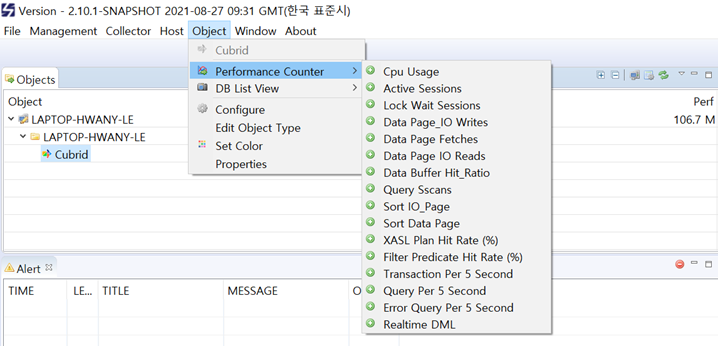 Version - 2.10.1-SNAPSHOT 2021-08-27 09:31 GMT(한국 표준시)
File Management Collector Host Object Window About
Cubrid
Performance Counter
DB List View
Configure
Edit Object Type
Set Color
Properties
Cpu Usage
Active Sessions
Lock Wait Sessions
Data Page_IO Writes
Data Page Fetches
Data Page IO Reads
Data Buffer Hit_Ratio
Query Sscans
Sort IO_Page
Sort Data Page
XASL Plan Hit Rate (%)
Filter Predicate Hit Rate (%)
Transaction Per 5 Second
Query Per 5 Second
Error Query Per 5 Second
Realtime DML
Objects
Object Perf
LAPTOP-HWANY-LE 106.7 M
LAPTOP-HWANY-LE
Cubrid
Alert
TIME LE... TITLE MESSAGE O